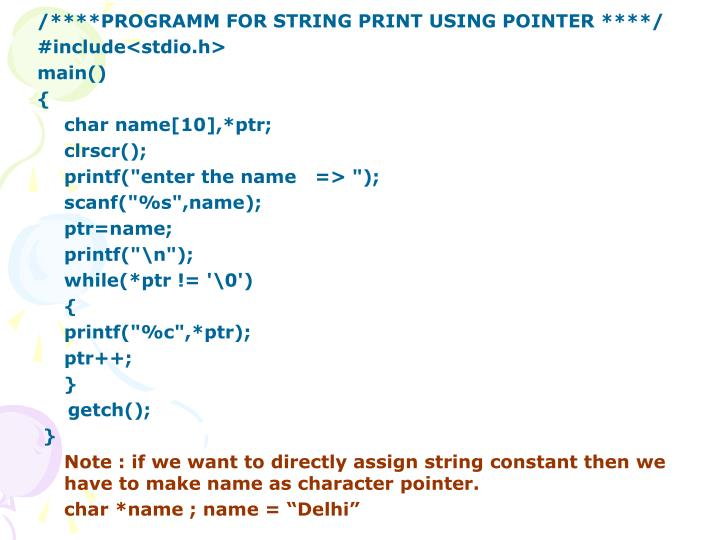 /****PROGRAMM FOR STRING PRINT USING POINTER ****/
#include<stdio.h>
main()
{
char name[10],*ptr;
clrscr();
printf("enter the name   => ");
scanf("%s",name);
ptr=name;
printf("\n");
while(*ptr != '\0')
{
printf("%c",*ptr);
ptr++;
}
getch();
}
Note : if we want to directly assign string constant then we
have to make name as character pointer.
char *name ; name = “Delhi”